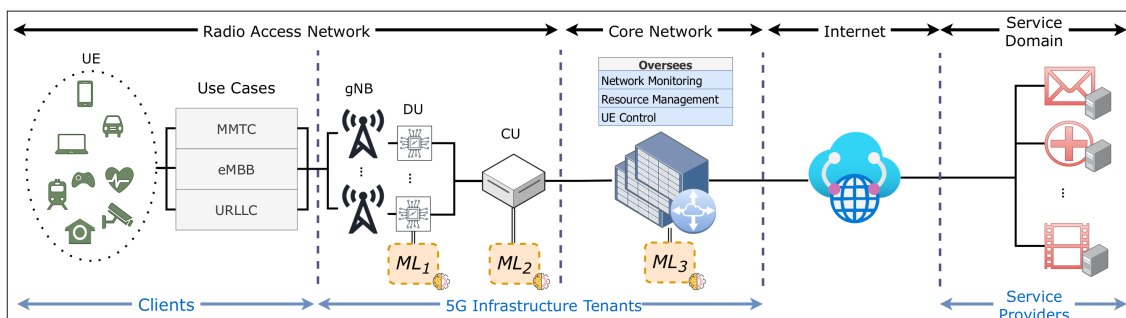 Radio Access Network
Core Network
Internet
Service
Domain
UE
Use Cases
MMTC
eMBB
URLLC
gNB
DU
CU
Oversees
Network Monitoring
Resource Management
UE Control
ML1
ML2
ML3
Clients
5G Infrastructure Tenants
Service
Providers